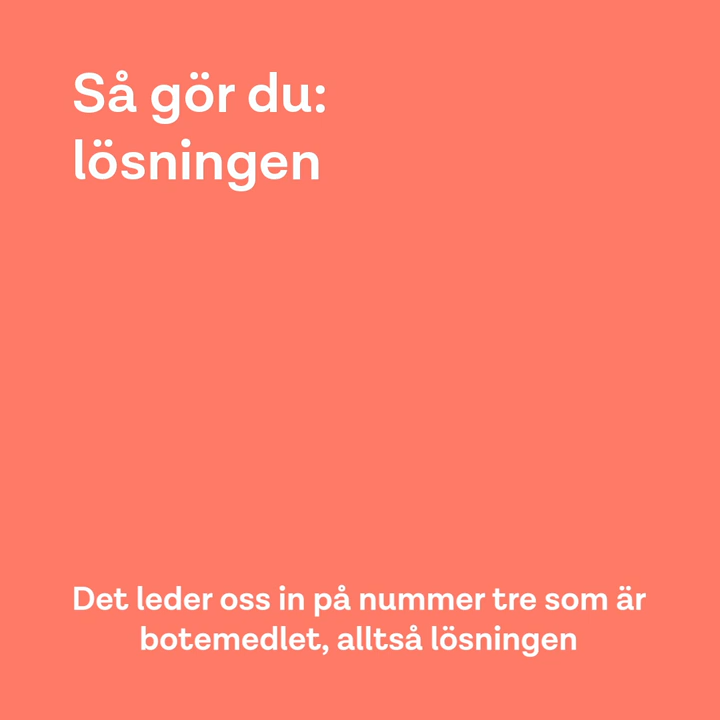 Så gör du:
lösningen
Det leder oss in på nummer tre som är
botemedlet, alltså lösningen